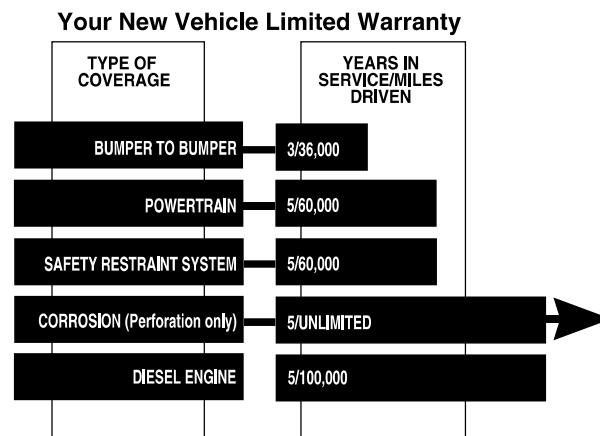 Your New Vehicle Limited Warranty
TYPE OF
COVERAGE
YEARS IN
SERVICE/MILES
DRIVEN
BUMPER TO BUMPER
3/36,000
POWERTRAIN
5/60,000
SAFETY RESTRAINT SYSTEM
5/60,000
CORROSION (Perforation only)
5/UNLIMITED
DIESEL ENGINE
5/100,000